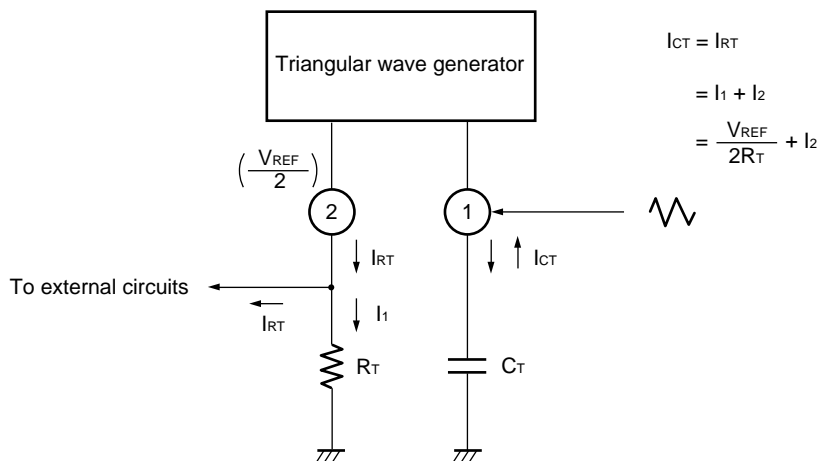 Triangular wave generator
ICT = IRT
= I1 + I2
= VREF / 2RT + I2
(VREF / 2)
2
1
IRT
ICT
To external circuits
IRT
I1
RT
CT